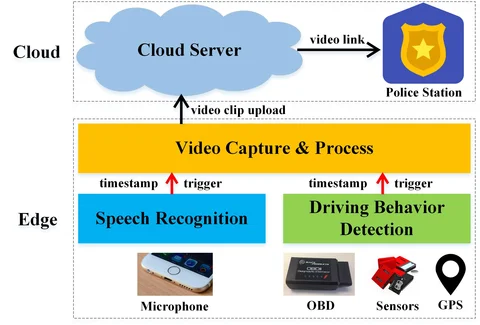 Cloud
Cloud Server
video link
Police Station
video clip upload
Edge
Video Capture & Process
timestamp trigger
timestamp trigger
Speech Recognition
Driving Behavior
Detection
Microphone
OBD
Sensors
GPS